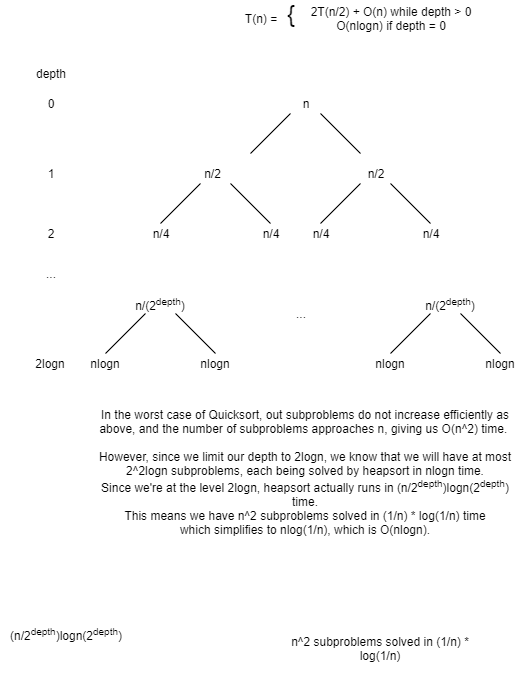 T(n) = { 2T(n/2) + O(n) while depth > 0
O(nlogn) if depth = 0
depth
0 n
1 n/2 n/2
2 n/4 n/4 n/4 n/4
...
n/(2^depth) ... n/(2^depth)
2logn nlogn nlogn nlogn nlogn
In the worst case of Quicksort, out subproblems do not increase efficiently as
above, and the number of subproblems approaches n, giving us O(n^2) time.
However, since we limit our depth to 2logn, we know that we will have at most
2^2logn subproblems, each being solved by heapsort in nlogn time.
Since we're at the level 2logn, heapsort actually runs in (n/2^depth)logn(2^depth)
time.
This means we have n^2 subproblems solved in (1/n) * log(1/n) time
which simplifies to nlog(1/n), which is O(nlogn).
(n/2^depth)logn(2^depth)
n^2 subproblems solved in (1/n) *
log(1/n)